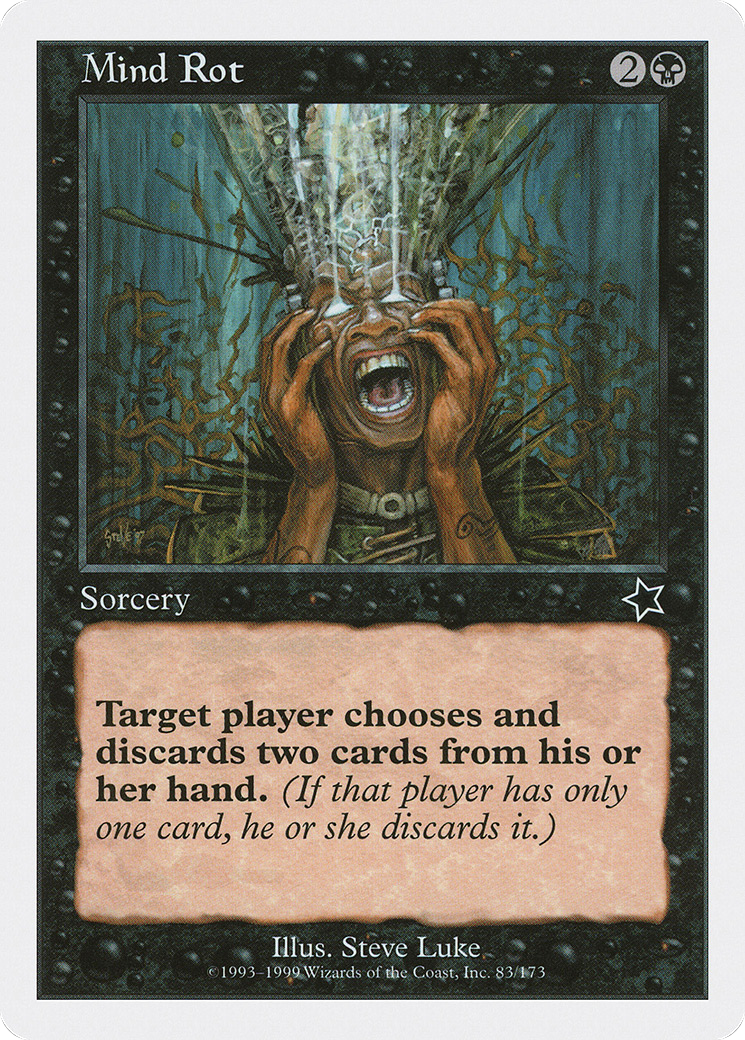 Mind Rot
2
STEVE 97
Sorcery
Target player chooses and
discards two cards from his or
her hand. (If that player has only
one card, he or she discards it.)
Illus. Steve Luke
©1993–1999 Wizards of the Coast, Inc. 83/173